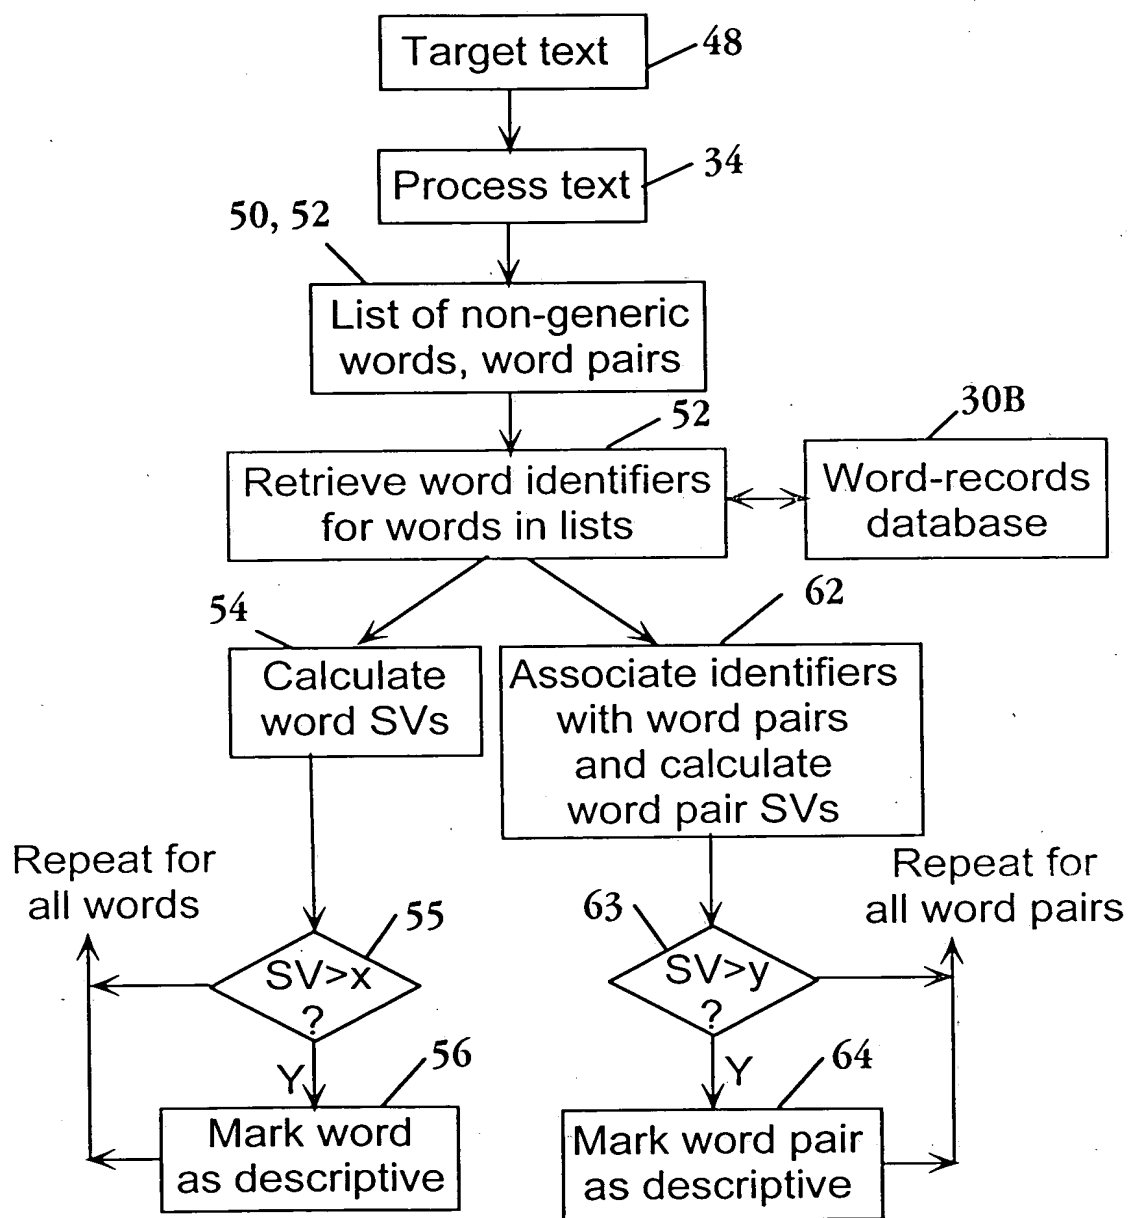 Target text
48
Process text
34
50, 52
List of non-generic
words, word pairs
52
30B
Retrieve word identifiers
for words in lists
Word-records
database
54
62
Calculate
word SVs
Associate identifiers
with word pairs
and calculate
word pair SVs
Repeat for
all words
Repeat for
all word pairs
55
63
SV>x
?
SV>y
?
Y
56
Y
64
Mark word
as descriptive
Mark word pair
as descriptive